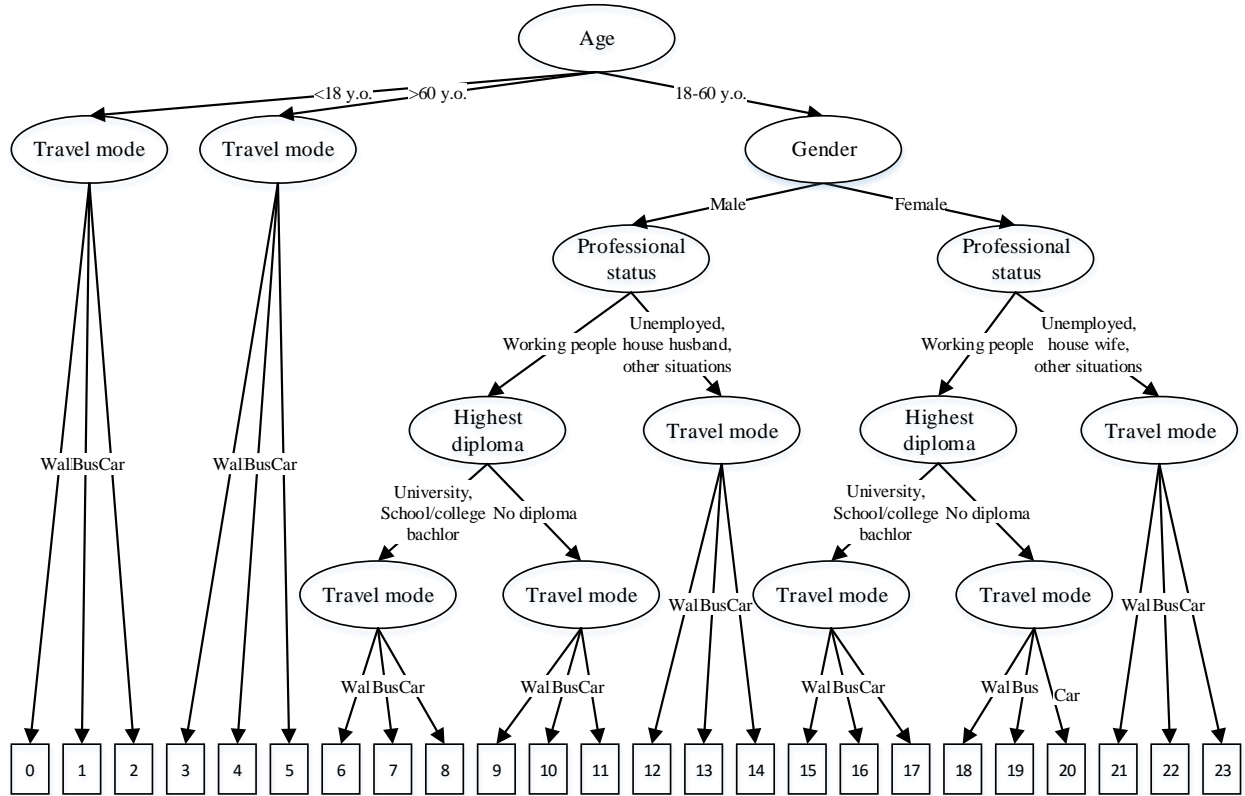 Age
<18 y.o.
>60 y.o.
18-60 y.o.
Travel mode
Travel mode
Gender
Male
Female
Professional
status
Professional
status
Working people
Unemployed,
house husband,
other situations
Working people
Unemployed,
house wife,
other situations
Highest
diploma
Travel mode
Highest
diploma
Travel mode
WalBusCar
WalBusCar
University,
School/college
bachlor
No diploma
University,
School/college
bachlor
No diploma
Travel mode
Travel mode
Travel mode
Travel mode
WalBusCar
WalBusCar
WalBusCar
WalBusCar
WalBusCar
WalBus
Car
0 1 2 3 4 5 6 7 8 9 10 11 12 13 14 15 16 17 18 19 20 21 22 23